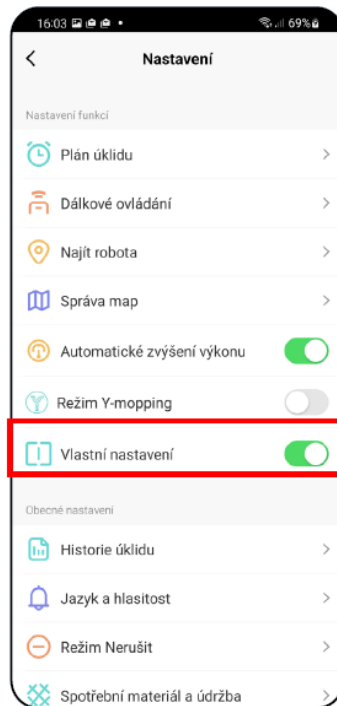 16:03 69%
Nastavení
Nastavení funkcí
Plán úklidu
Dálkové ovládání
Najít robota
Správa map
Automatické zvýšení výkonu
Režim Y-mopping
Vlastní nastavení
Obecné nastavení
Historie úklidu
Jazyk a hlasitost
Režim Nerušit
Spotřební materiál a údržba